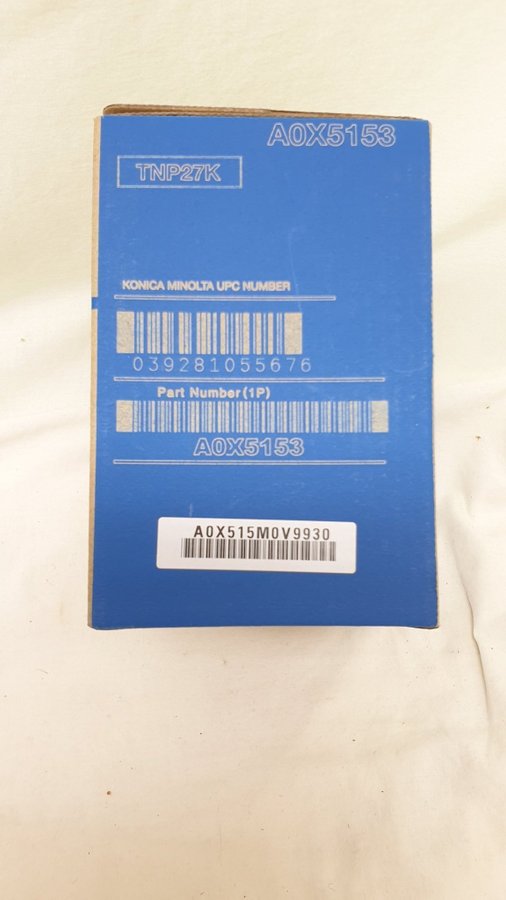 A0X5153
TNP27K
KONICA MINOLTA UPC NUMBER
039281055676
Part Number(1P)
A0X5153
A0X515M0V9930